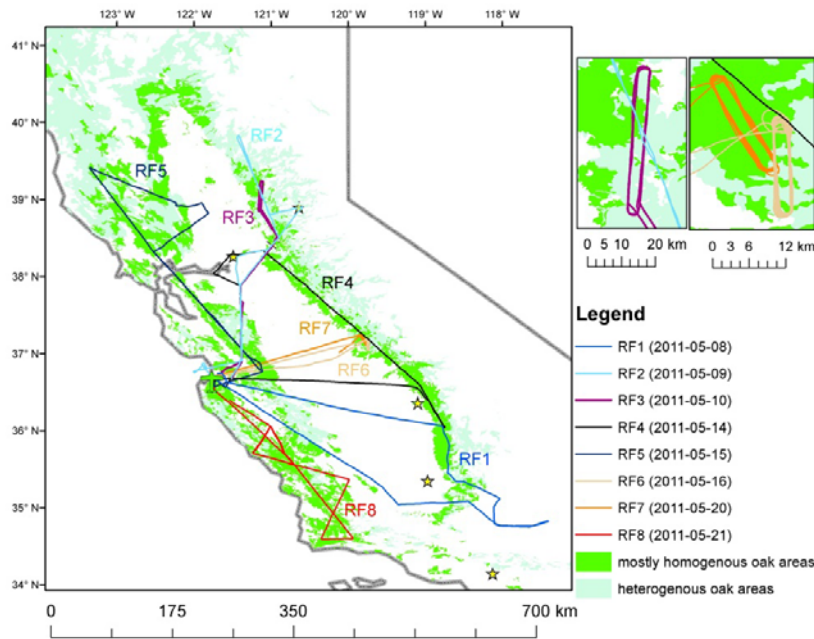 123° W 122° W 121° W 120° W 119° W 118° W
41° N
40° N
39° N
38° N
37° N
36° N
35° N
34° N
RF2
RF5
RF3
RF4
RF7
RF6
RF1
RF8
0 175 350 700 km
0 5 10 20 km
0 3 6 12 km
Legend
RF1 (2011-05-08)
RF2 (2011-05-09)
RF3 (2011-05-10)
RF4 (2011-05-14)
RF5 (2011-05-15)
RF6 (2011-05-16)
RF7 (2011-05-20)
RF8 (2011-05-21)
mostly homogenous oak areas
heterogenous oak areas